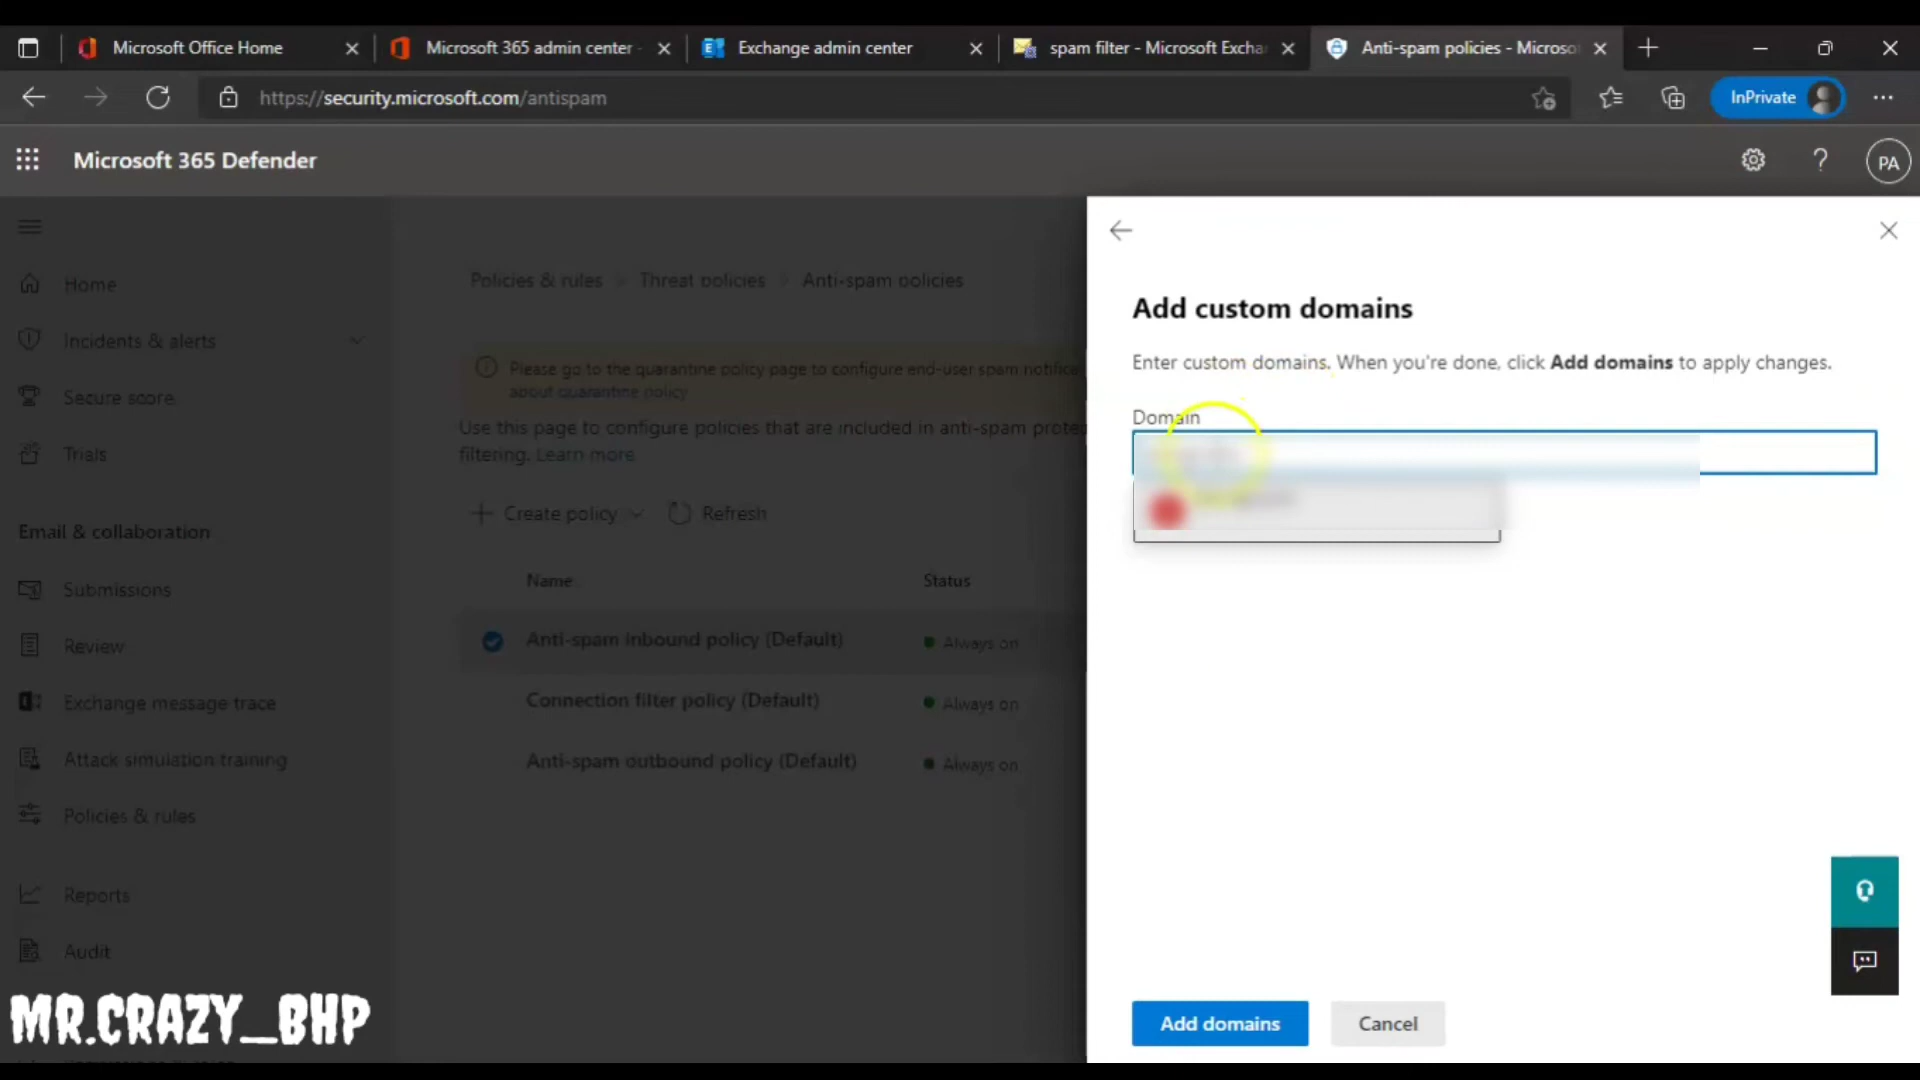 Microsoft Office Home
Microsoft 365 admin center -
Exchange admin center
spam filter - Microsoft Excha
Anti-spam policies - Microso
https://security.microsoft.com/antispam
InPrivate
Microsoft 365 Defender
PA
Home
Incidents & alerts
Secure score
Trials
Email & collaboration
Submissions
Review
Exchange message trace
Attack simulation training
Policies & rules
Reports
Audit
Policies & rules > Threat policies > Anti-spam policies
Please go to the quarantine policy page to configure end-user spam notifica
about quarantine policy
Use this page to configure policies that are included in anti-spam prote
filtering. Learn more
Create policy
Refresh
Name
Status
Anti-spam inbound policy (Default)
Always on
Connection filter policy (Default)
Always on
Anti-spam outbound policy (Default)
Always on
Add custom domains
Enter custom domains. When you're done, click Add domains to apply changes.
Domain
Add domains
Cancel
MR.CRAZY_BHP